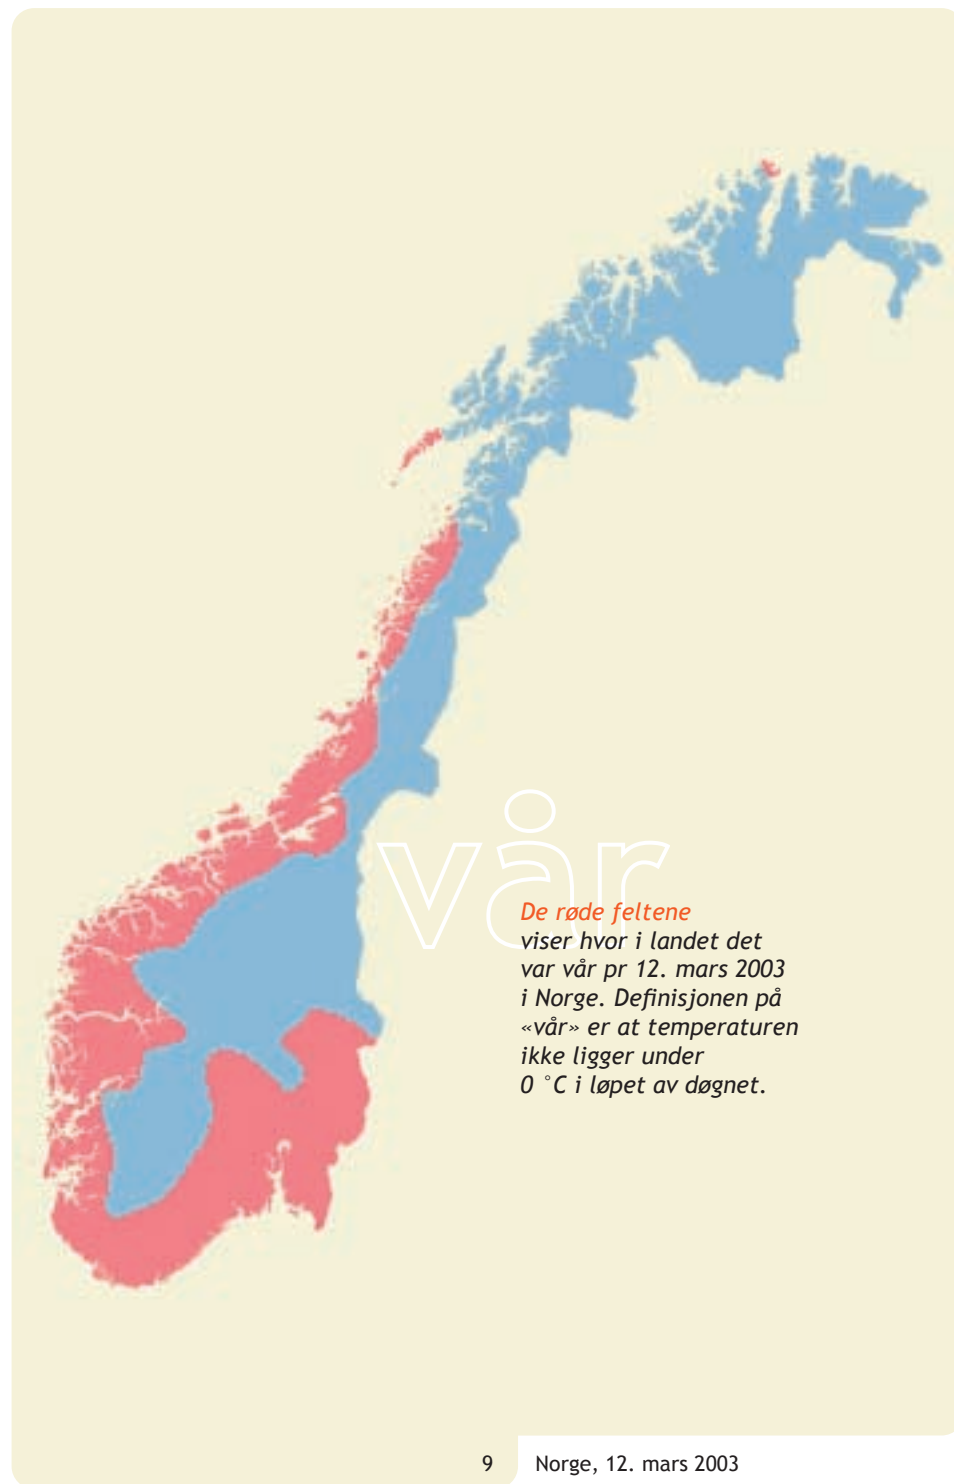 vår
De røde feltene
viser hvor i landet det
var vår pr 12. mars 2003
i Norge. Definisjonen på
«vår» er at temperaturen
ikke ligger under
0 °C i løpet av døgnet.
9 Norge, 12. mars 2003